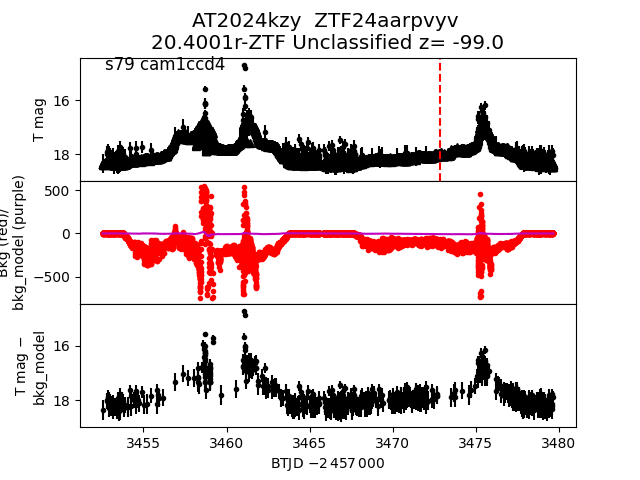 AT2024kzy  ZTF24aarpvyv
20.4001r-ZTF Unclassified z= -99.0
s79 cam1ccd4
T mag
16
18
Bkg (red)/
bkg_model (purple)
500
0
−500
T mag −
bkg_model
16
18
3455 3460 3465 3470 3475 3480
BTJD −2 457 000